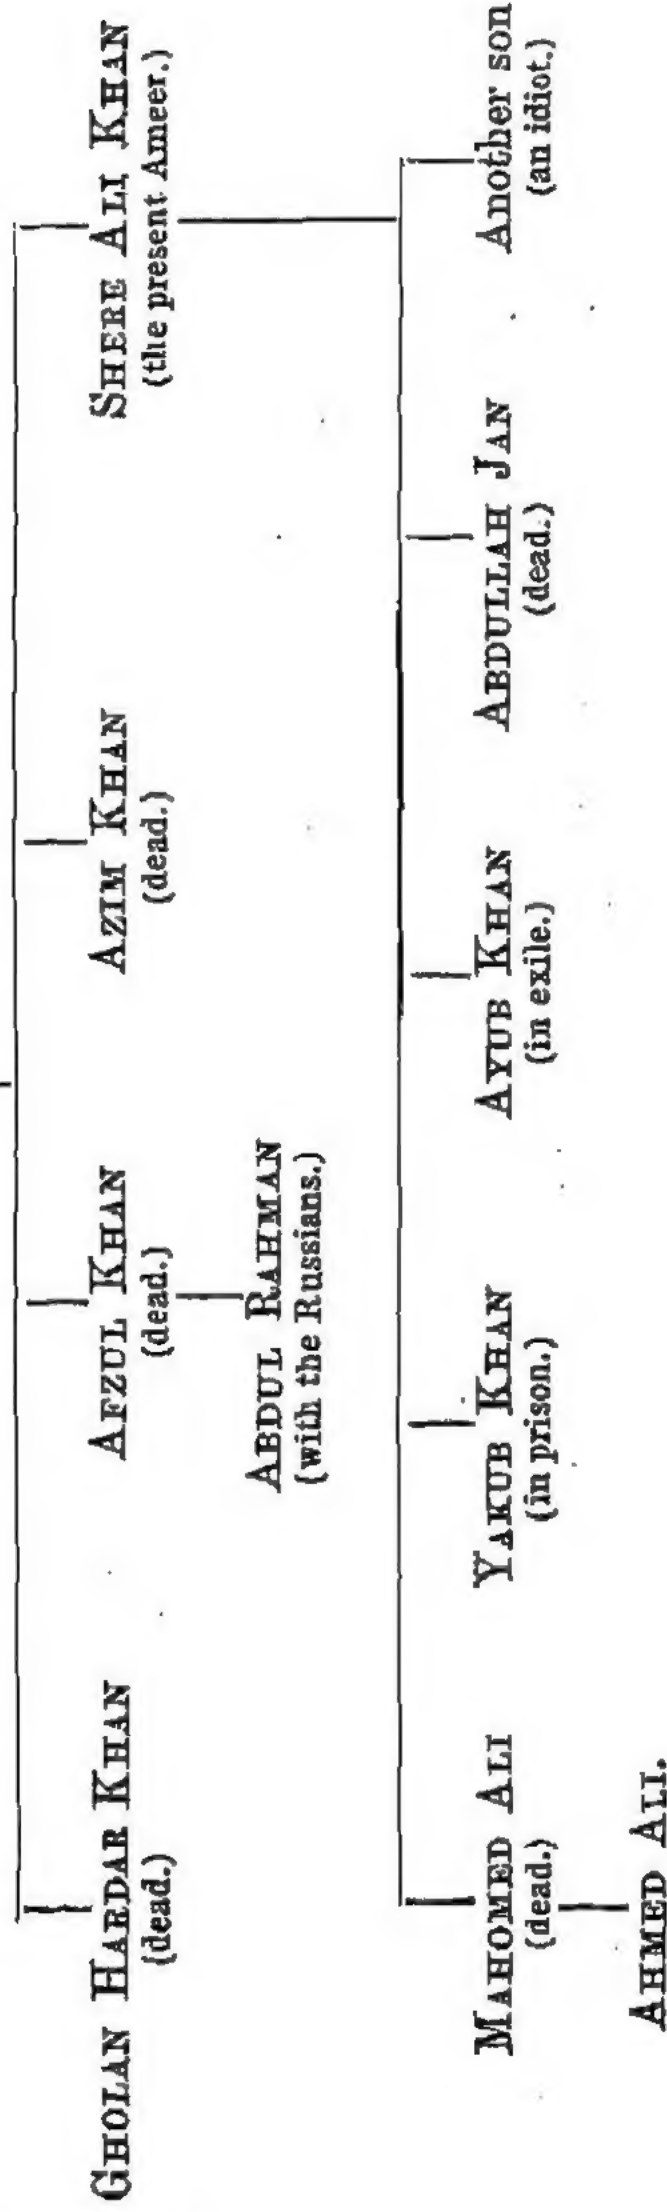 GHOLAN HARDAR KHAN
(dead.)
AFZUL KHAN
(dead.)
AZIM KHAN
(dead.)
SHERE ALI KHAN
(the present Ameer.)
ABDUL RAHMAN
(with the Russians.)
MAHOMED ALI
(dead.)
YAKUB KHAN
(in prison.)
AYUB KHAN
(in exile.)
ABDULLAH JAN
(dead.)
Another son
(an idiot.)
AHMED ALI.